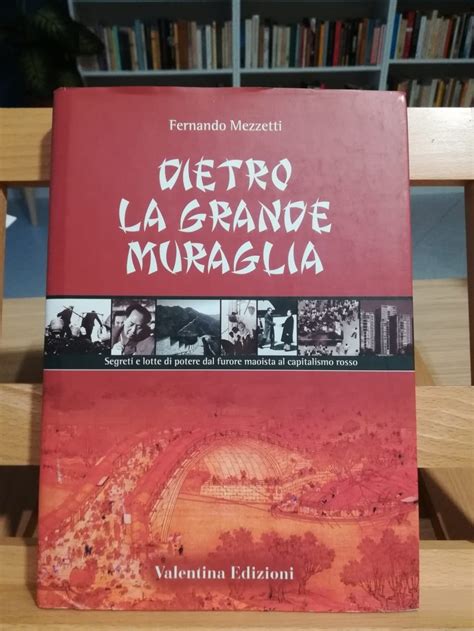 Fernando Mezzetti
DIETRO
LA GRANDE
MURAGLIA
Segreti e lotte di potere dal furore maoista al capitalismo rosso
Valentina Edizioni